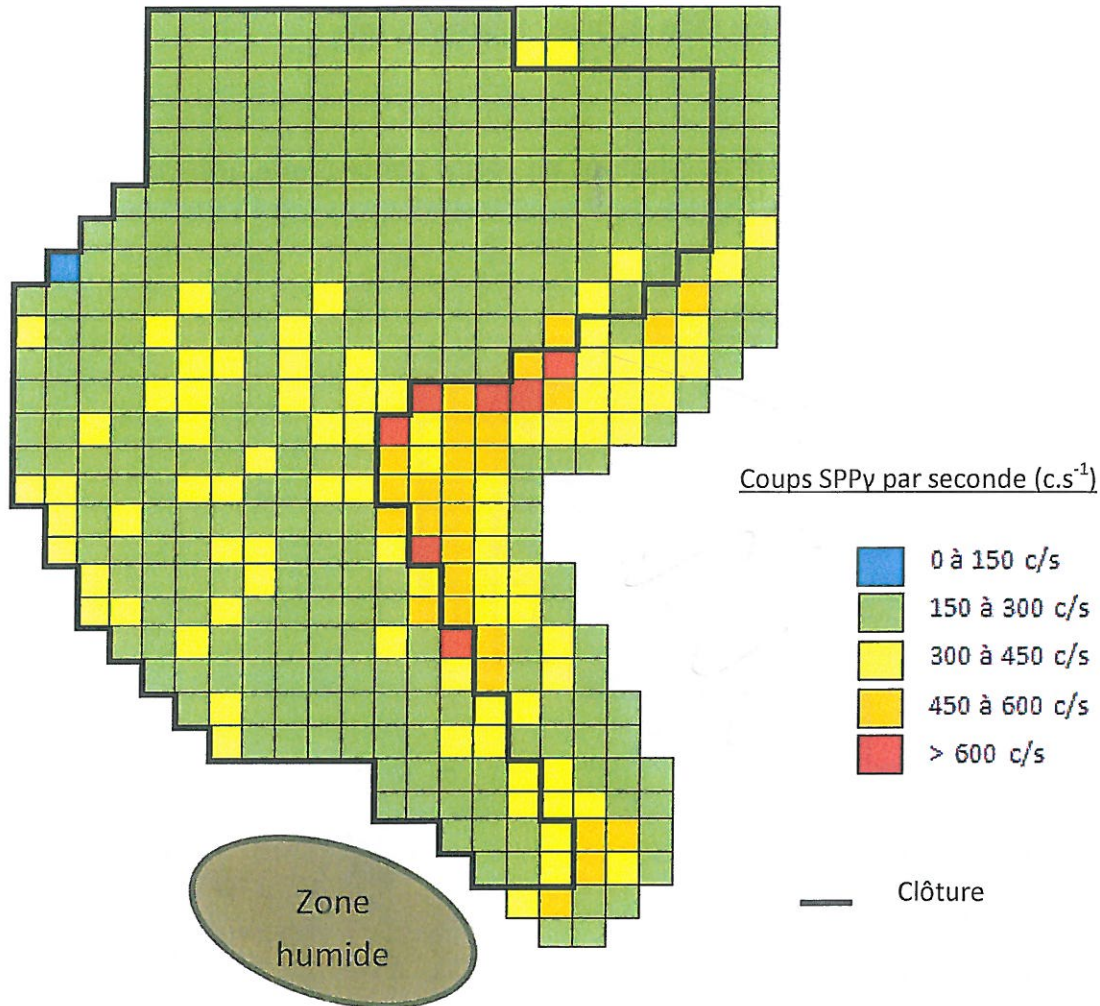 Coups SPPγ par seconde (c.s⁻¹)
0 à 150 c/s
150 à 300 c/s
300 à 450 c/s
450 à 600 c/s
> 600 c/s
Clôture
Zone
humide